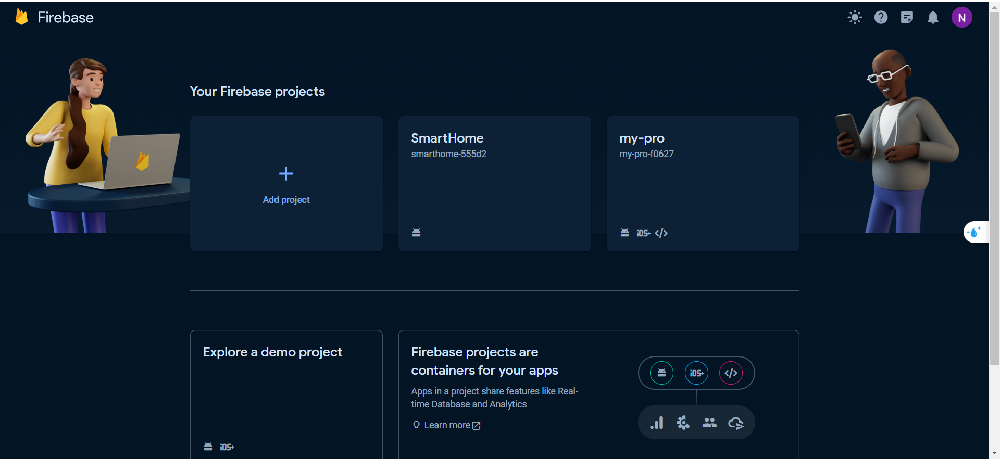 Firebase
N
Your Firebase projects
Add project
SmartHome
smarthome-555d2
my-pro
my-pro-f0627
iOS+
Explore a demo project
iOS+
Firebase projects are
containers for your apps
Apps in a project share features like Real-
time Database and Analytics
Learn more
iOS+